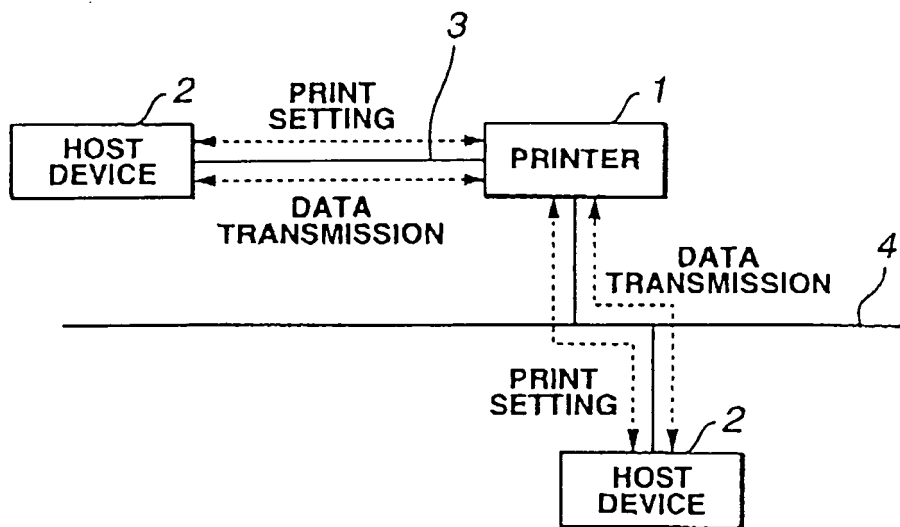 3
2
1
PRINT
SETTING
HOST
DEVICE
PRINTER
DATA
TRANSMISSION
DATA
TRANSMISSION
4
PRINT
SETTING
2
HOST
DEVICE